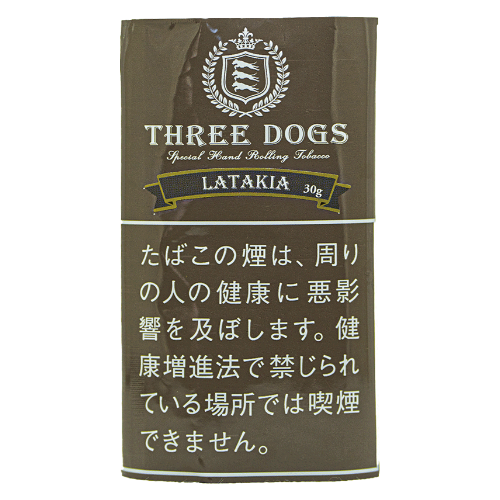 THREE DOGS
Special Hand Rolling Tobacco
LATAKIA 30g
たばこの煙は、周り
の人の健康に悪影
響を及ぼします。健
康増進法で禁じられ
ている場所では喫煙
できません。